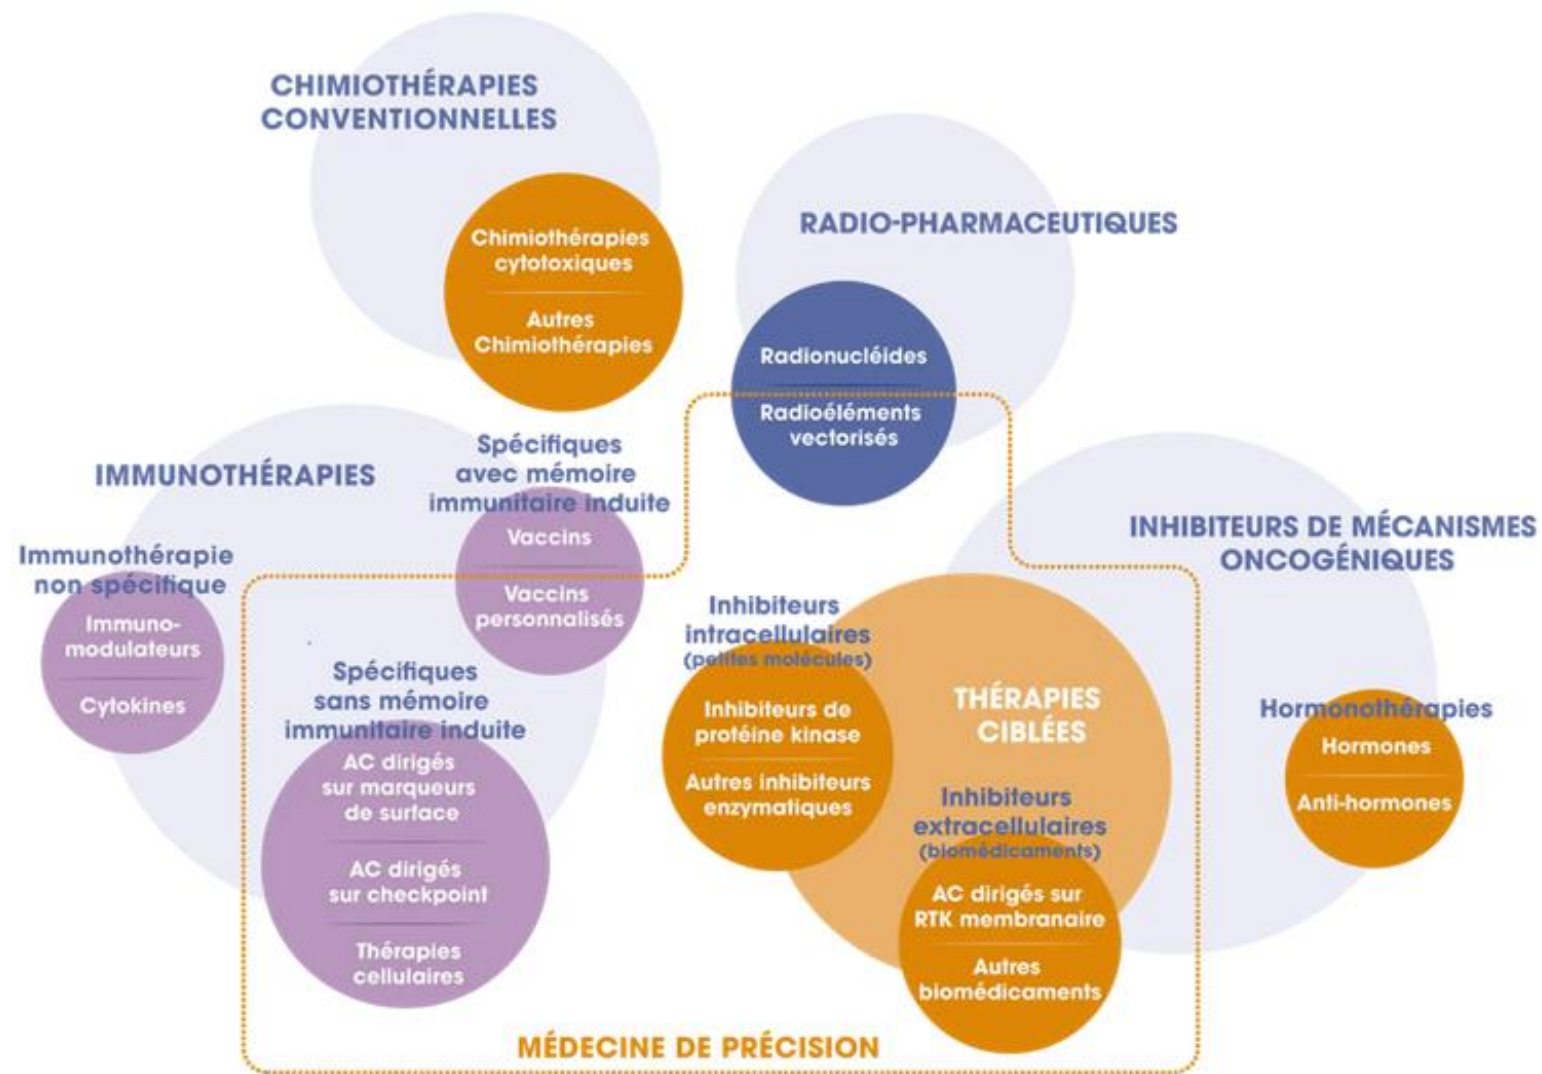 CHIMIOTHÉRAPIES
CONVENTIONNELLES
Chimiothérapies
cytotoxiques
Autres
Chimiothérapies
RADIO-PHARMACEUTIQUES
Radionucléides
Radioéléments
vectorisés
IMMUNOTHÉRAPIES
Spécifiques
avec mémoire
immunitaire induite
Vaccins
Vaccins
personnalisés
Immunothérapie
non spécifique
Immuno-
modulateurs
Cytokines
Spécifiques
sans mémoire
immunitaire induite
AC dirigés
sur marqueurs
de surface
AC dirigés
sur checkpoint
Thérapies
cellulaires
INHIBITEURS DE MÉCANISMES
ONCOGÉNIQUES
Inhibiteurs
intracellulaires
(petites molécules)
Inhibiteurs de
protéine kinase
Autres inhibiteurs
enzymatiques
THÉRAPIES
CIBLÉES
Inhibiteurs
extracellulaires
(biomédicaments)
AC dirigés sur
RTK membranaire
Autres
biomédicaments
Hormonothérapies
Hormones
Anti-hormones
MÉDECINE DE PRÉCISION